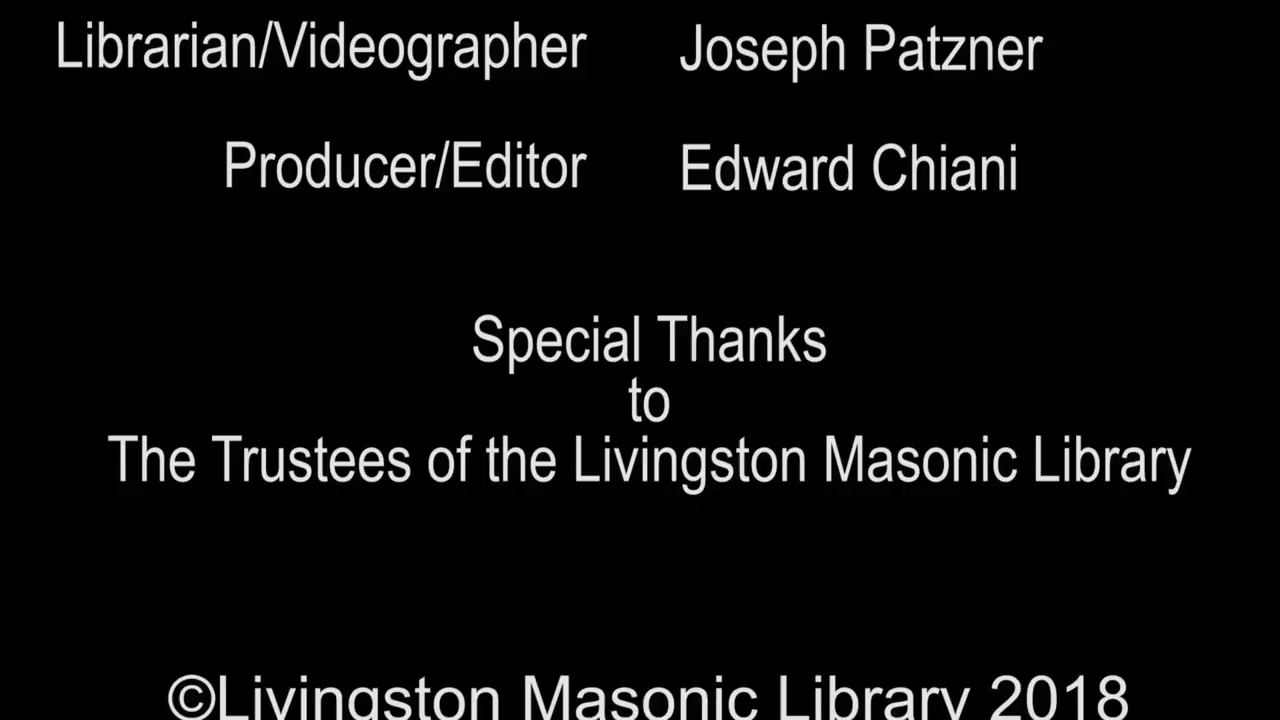 Librarian/Videographer Joseph Patzner
Producer/Editor Edward Chiani
Special Thanks
to
The Trustees of the Livingston Masonic Library
©Livingston Masonic Library 2018